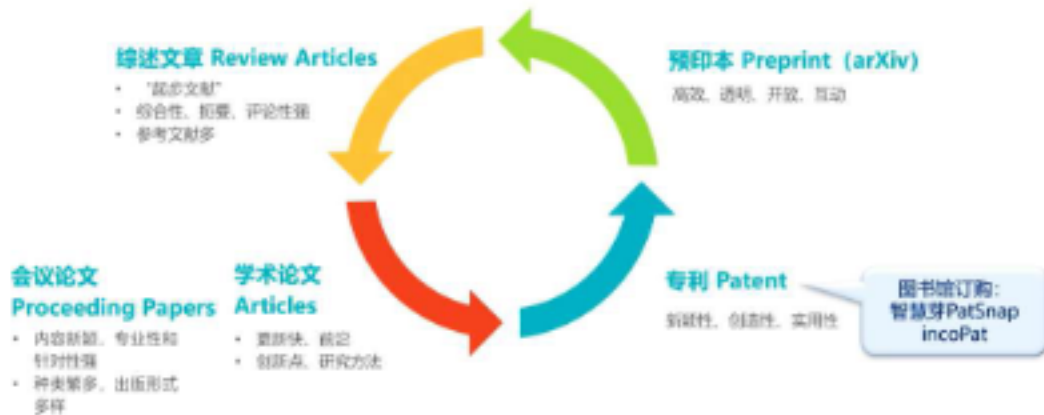 综述文章 Review Articles
• "起步文献"
• 综合性、扼要、评论性强
• 参考文献多
预印本 Preprint（arXiv）
高效、透明、开放、互动
会议论文
Proceeding Papers
• 内容新颖、专业性和
针对性强
• 种类繁多、出版形式
多样
学术论文
Articles
• 更新快、前沿
• 创新点、研究方法
专利 Patent
新颖性、创造性、实用性
图书馆订购：
智慧芽PatSnap
incoPat